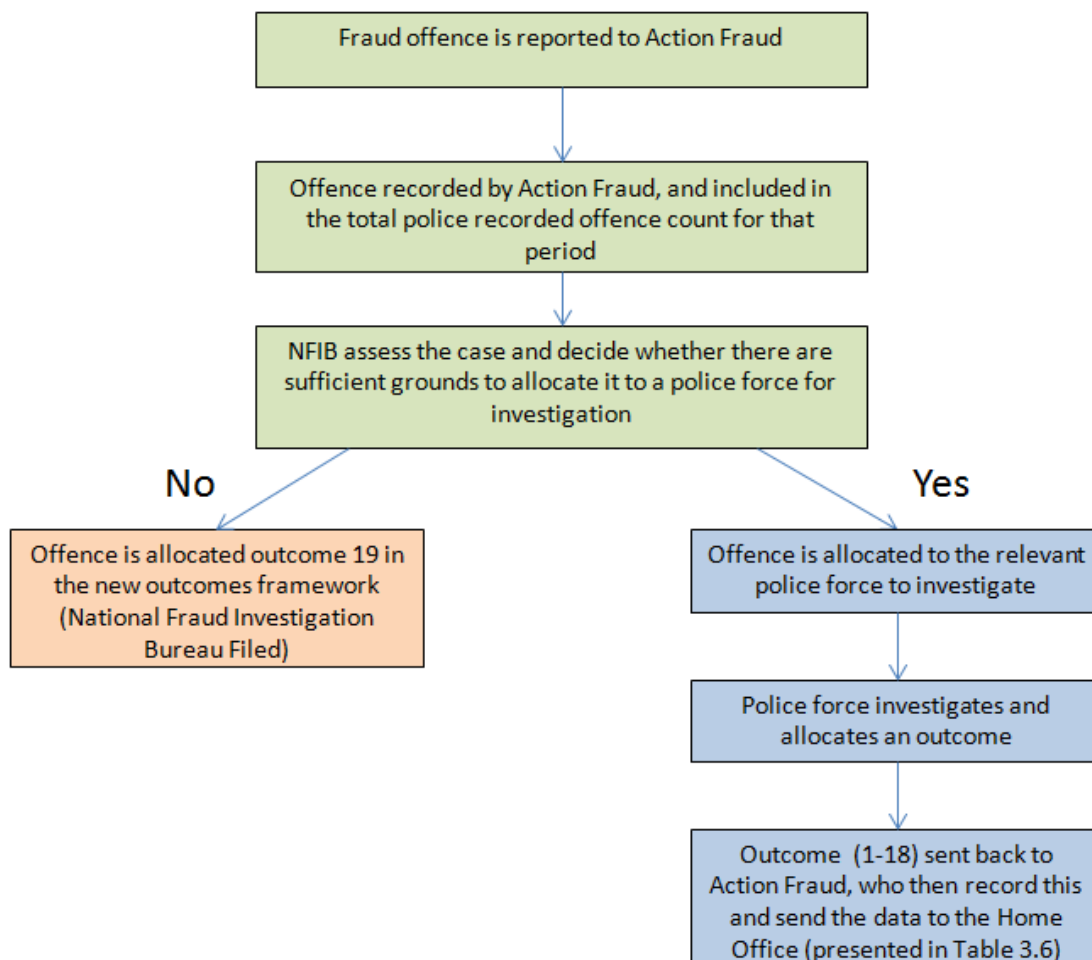 Fraud offence is reported to Action Fraud
Offence recorded by Action Fraud, and included in
the total police recorded offence count for that
period
NFIB assess the case and decide whether there are
sufficient grounds to allocate it to a police force for
investigation
No
Yes
Offence is allocated outcome 19 in
the new outcomes framework
(National Fraud Investigation
Bureau Filed)
Offence is allocated to the relevant
police force to investigate
Police force investigates and
allocates an outcome
Outcome (1-18) sent back to
Action Fraud, who then record this
and send the data to the Home
Office (presented in Table 3.6)